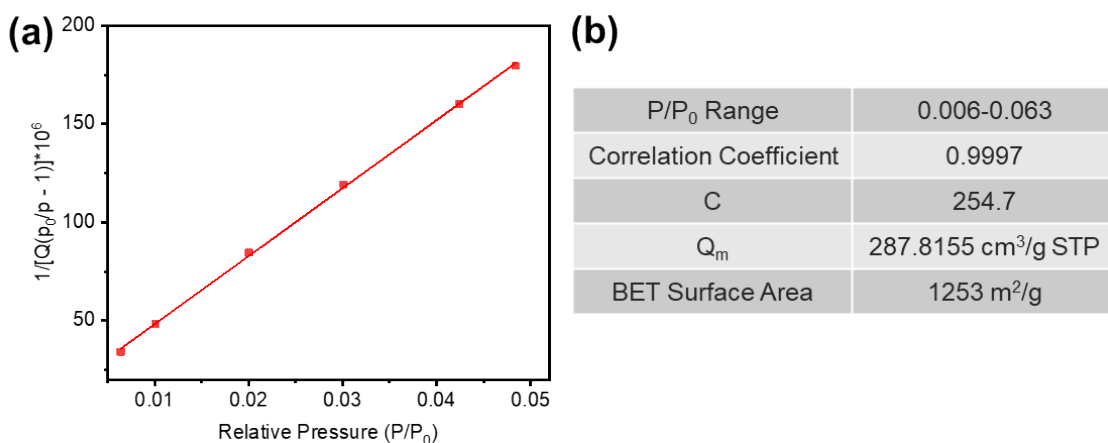 (a)
200
150
100
50
1/[Q(p₀/p - 1)]*10⁶
0.01 0.02 0.03 0.04 0.05
Relative Pressure (P/P₀)
(b)
P/P₀ Range 0.006-0.063
Correlation Coefficient 0.9997
C 254.7
Qₘ 287.8155 cm³/g STP
BET Surface Area 1253 m²/g